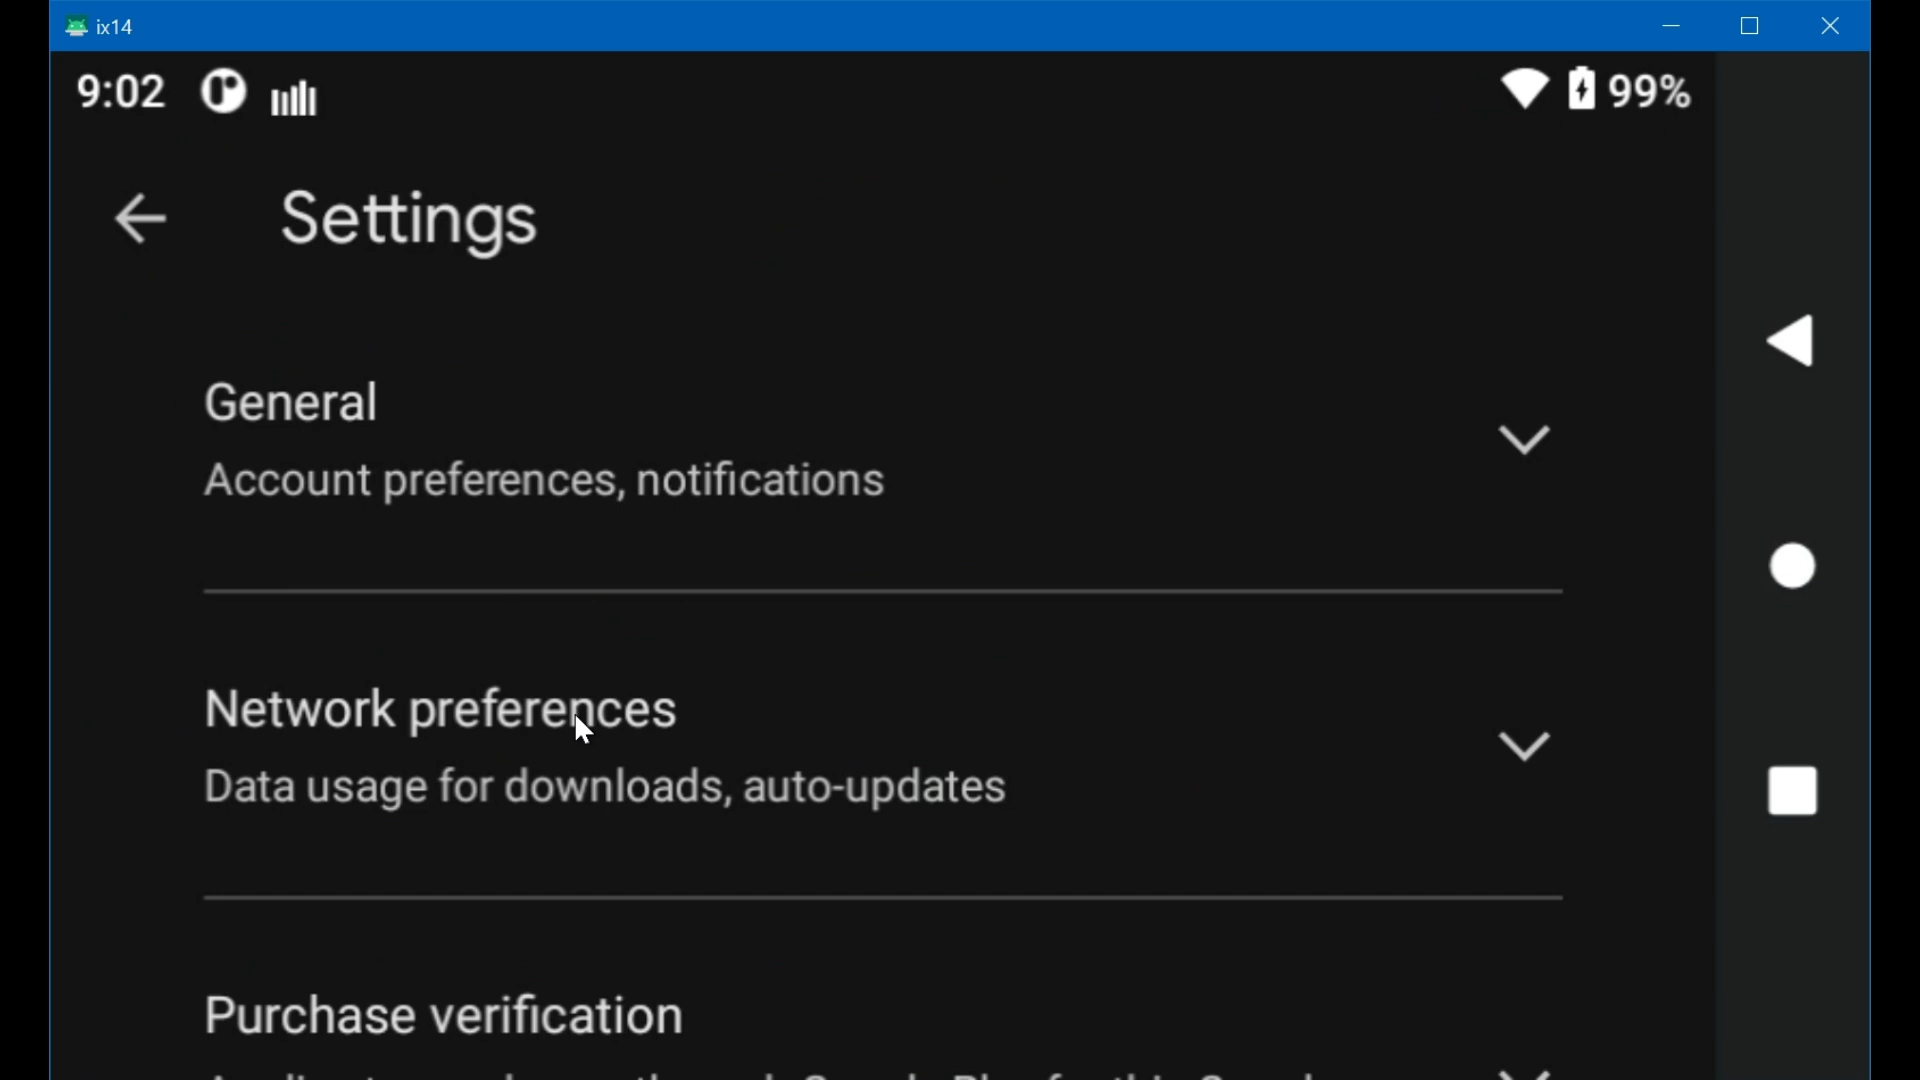 ix14
9:02
99%
Settings
General
Account preferences, notifications
Network preferences
Data usage for downloads, auto-updates
Purchase verification